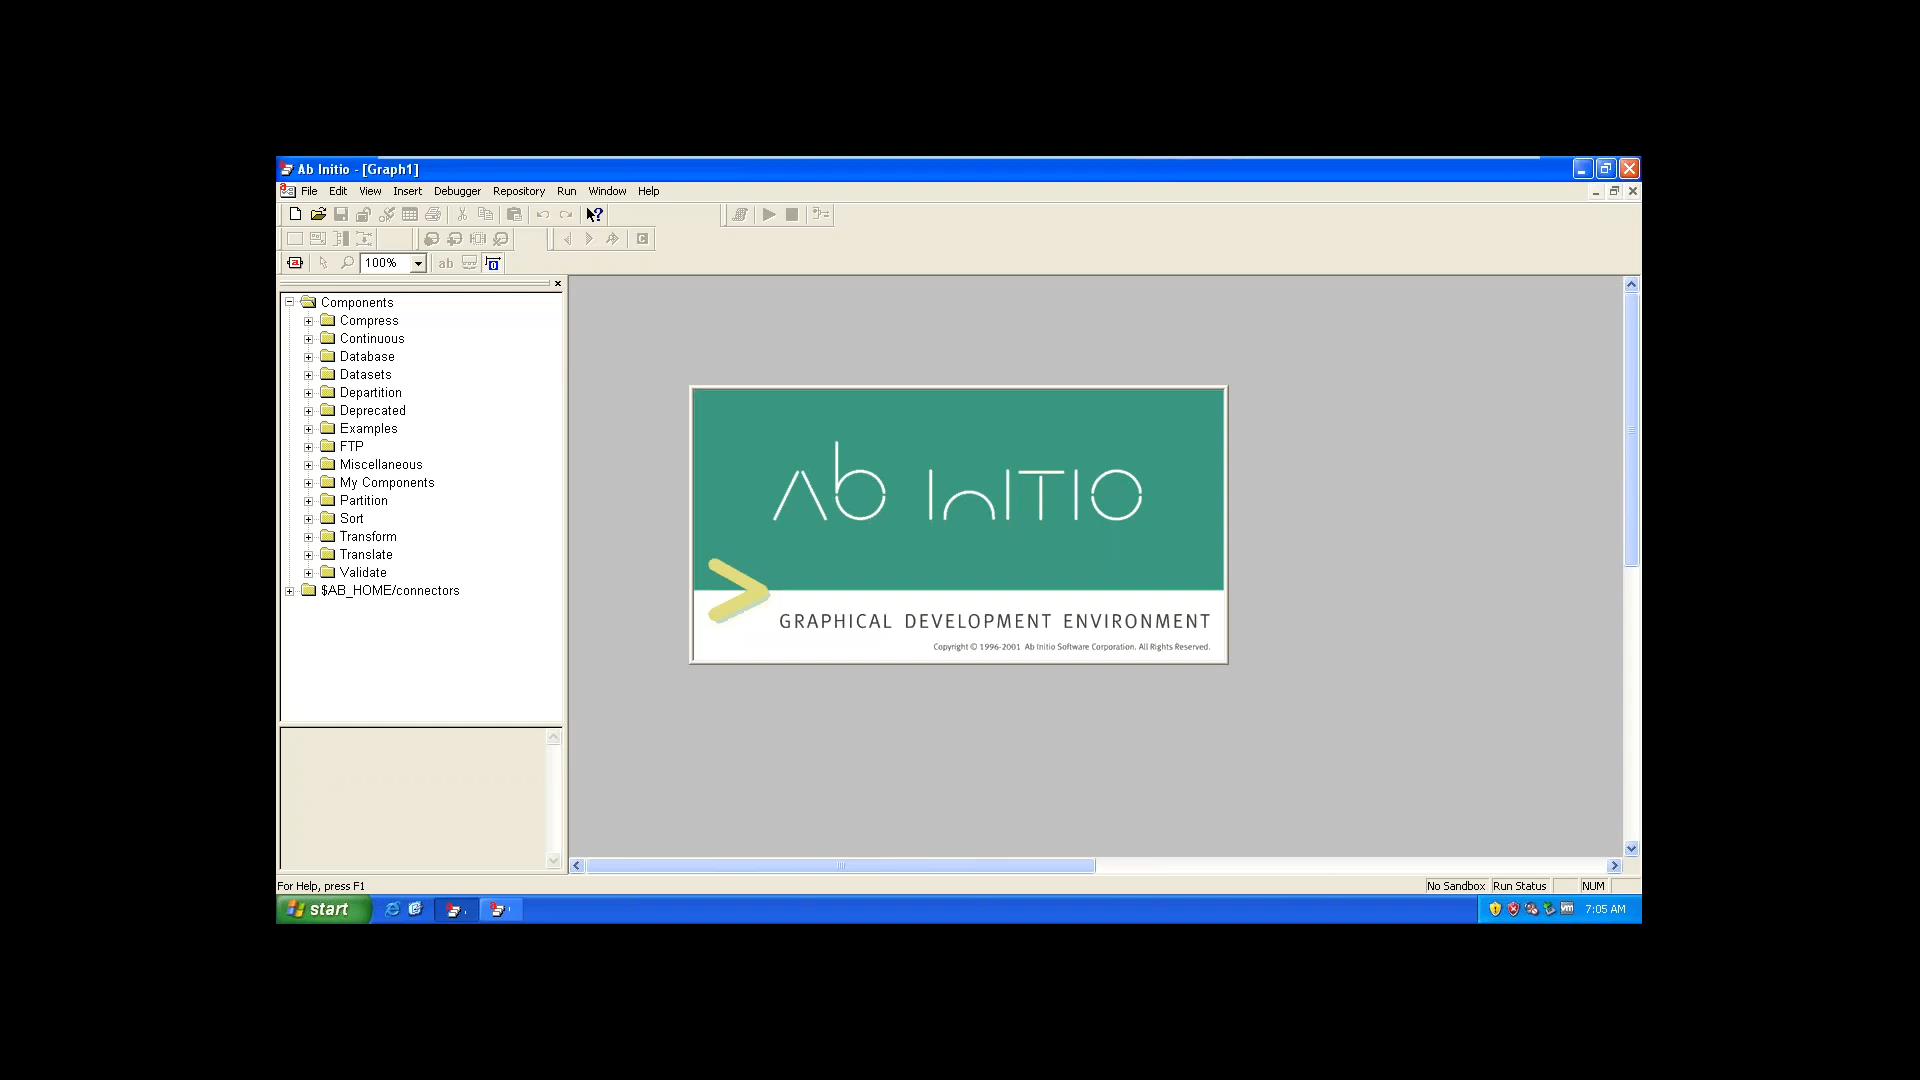 Ab Initio - [Graph1]
File Edit View Insert Debugger Repository Run Window Help
100%
ab
Components
Compress
Continuous
Database
Datasets
Departition
Deprecated
Examples
FTP
Miscellaneous
My Components
Partition
Sort
Transform
Translate
Validate
$AB_HOME/connectors
Ab Initio
GRAPHICAL DEVELOPMENT ENVIRONMENT
Copyright © 1996-2001 Ab Initio Software Corporation. All Rights Reserved.
For Help, press F1
No Sandbox Run Status NUM
start
7:05 AM